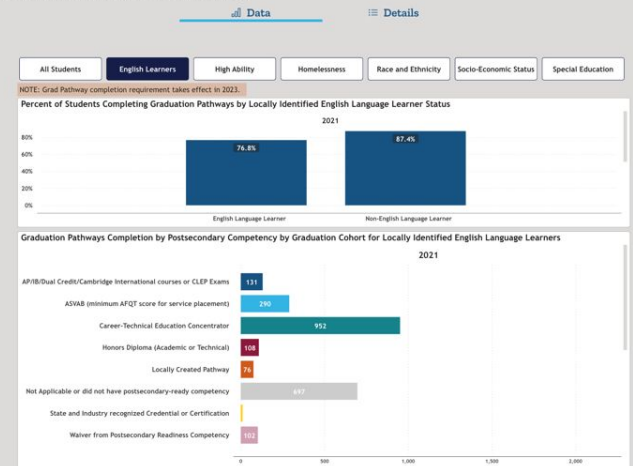 Data Details
All Students English Learners High Ability Homelessness Race and Ethnicity Socio-Economic Status Special Education
NOTE: Grad Pathway completion requirement takes effect in 2023.
Percent of Students Completing Graduation Pathways by Locally Identified English Language Learner Status
2021
80%
60%
40%
20%
0%
76.8% 87.4%
English Language Learner Non-English Language Learner
Graduation Pathways Completion by Postsecondary Competency by Graduation Cohort for Locally Identified English Language Learners
2021
AP/IB/Dual Credit/Cambridge International courses or CLEP Exams 131
ASVAB (minimum AFQT score for service placement) 290
Career-Technical Education Concentrator 952
Honors Diploma (Academic or Technical) 108
Locally Created Pathway 76
Not Applicable or did not have postsecondary-ready competency 697
State and Industry recognized Credential or Certification
Waiver from Postsecondary Readiness Competency 102
0 500 1,000 1,500 2,000